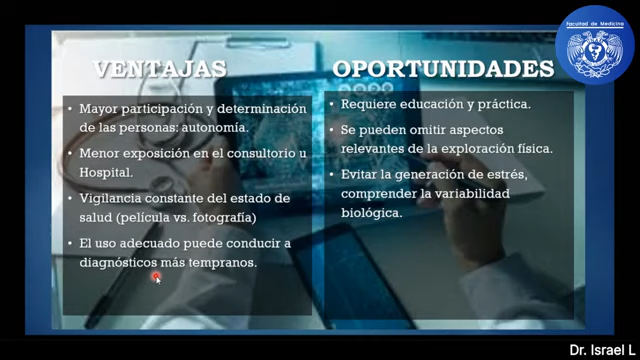 Facultad de Medicina
VENTAJAS
• Mayor participación y determinación
de las personas: autonomía.
• Menor exposición en el consultorio u
Hospital.
• Vigilancia constante del estado de
salud (película vs. fotografía)
• El uso adecuado puede conducir a
diagnósticos más tempranos.
OPORTUNIDADES
• Requiere educación y práctica.
• Se pueden omitir aspectos
relevantes de la exploración física.
• Evitar la generación de estrés,
comprender la variabilidad
biológica.
Dr. Israel L